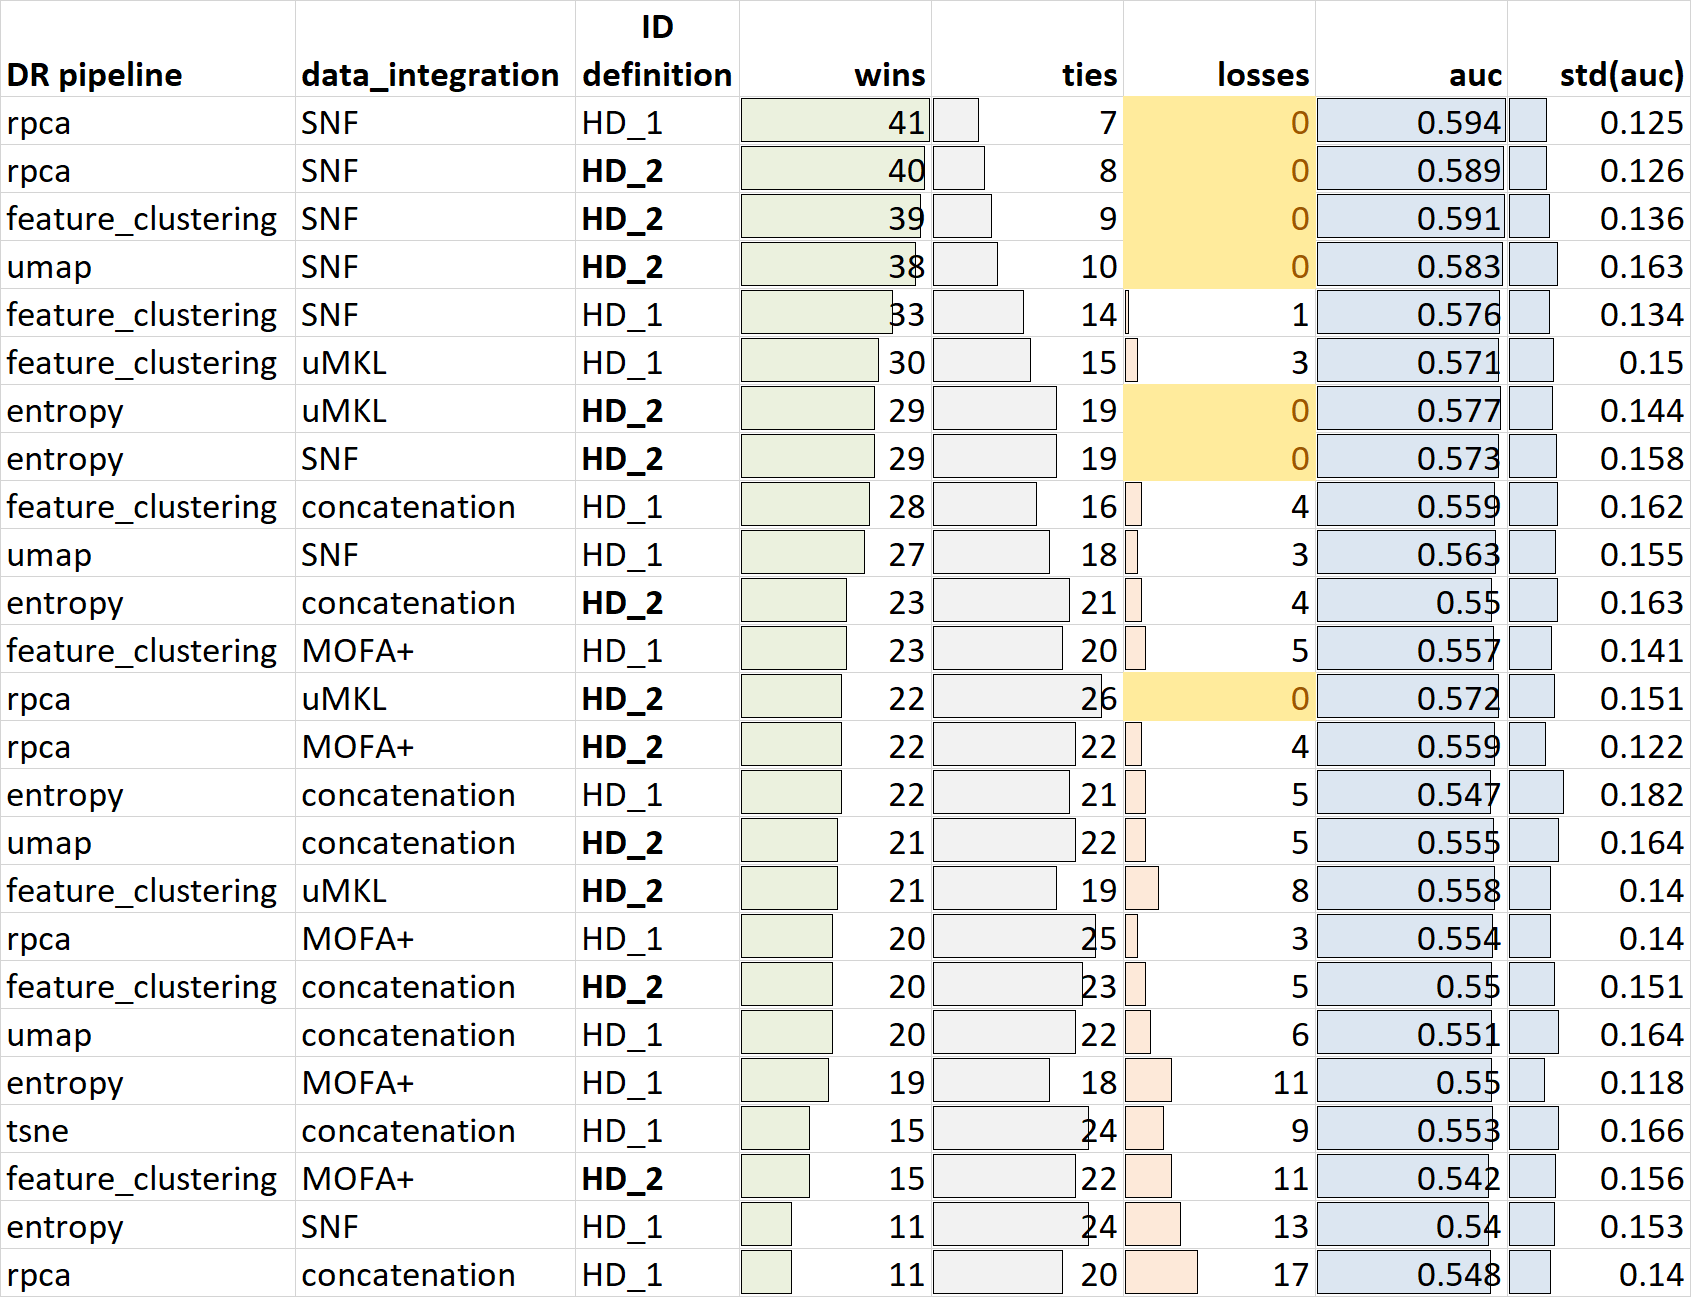 DR pipeline data_integration ID definition wins ties losses auc std(auc)
rpca SNF HD_1 41 7 0 0.594 0.125
rpca SNF HD_2 40 8 0 0.589 0.126
feature_clustering SNF HD_2 39 9 0 0.591 0.136
umap SNF HD_2 38 10 0 0.583 0.163
feature_clustering SNF HD_1 33 14 1 0.576 0.134
feature_clustering uMKL HD_1 30 15 3 0.571 0.15
entropy uMKL HD_2 29 19 0 0.577 0.144
entropy SNF HD_2 29 19 0 0.573 0.158
feature_clustering concatenation HD_1 28 16 4 0.559 0.162
umap SNF HD_1 27 18 3 0.563 0.155
entropy concatenation HD_2 23 21 4 0.55 0.163
feature_clustering MOFA+ HD_1 23 20 5 0.557 0.141
rpca uMKL HD_2 22 26 0 0.572 0.151
rpca MOFA+ HD_2 22 22 4 0.559 0.122
entropy concatenation HD_1 22 21 5 0.547 0.182
umap concatenation HD_2 21 22 5 0.555 0.164
feature_clustering uMKL HD_2 21 19 8 0.558 0.14
rpca MOFA+ HD_1 20 25 3 0.554 0.14
feature_clustering concatenation HD_2 20 23 5 0.55 0.151
umap concatenation HD_1 20 22 6 0.551 0.164
entropy MOFA+ HD_1 19 18 11 0.55 0.118
tsne concatenation HD_1 15 24 9 0.553 0.166
feature_clustering MOFA+ HD_2 15 22 11 0.542 0.156
entropy SNF HD_1 11 24 13 0.54 0.153
rpca concatenation HD_1 11 20 17 0.548 0.14